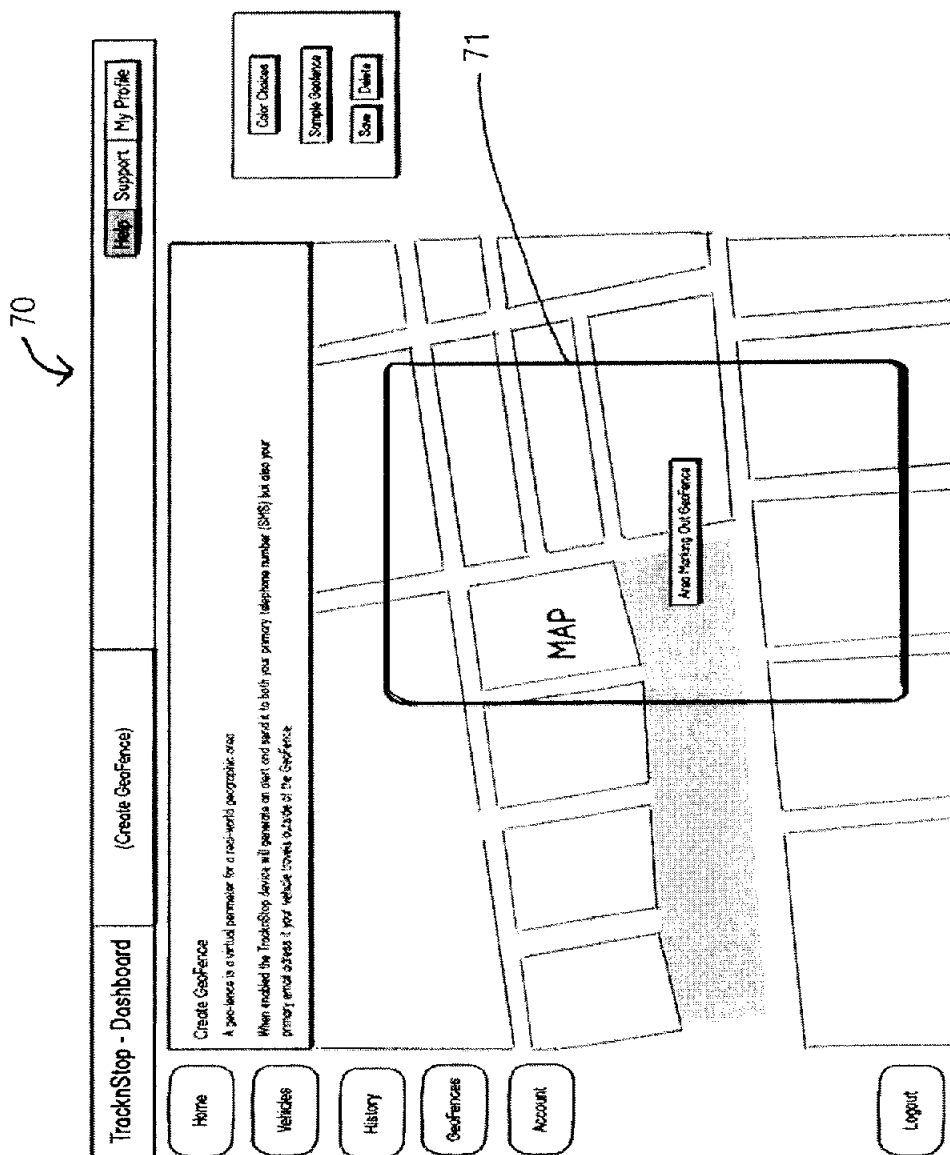 70
TracknStop - Dashboard
(Create GeoFence)
Help
Support
My Profile
Home
Vehicles
History
GeoFences
Account
Logout
Create GeoFence
A geo-fence is a virtual perimeter for a real-world geographic area
When enabled the TracknStop device will generate an alert and send it to both your primary telephone number (SMS) but also your
primary email adress if your vehicle travels outside of the GeoFence
Color Choices
Sample Geofence
Save
Delete
71
MAP
Area Marking Out GeoFence